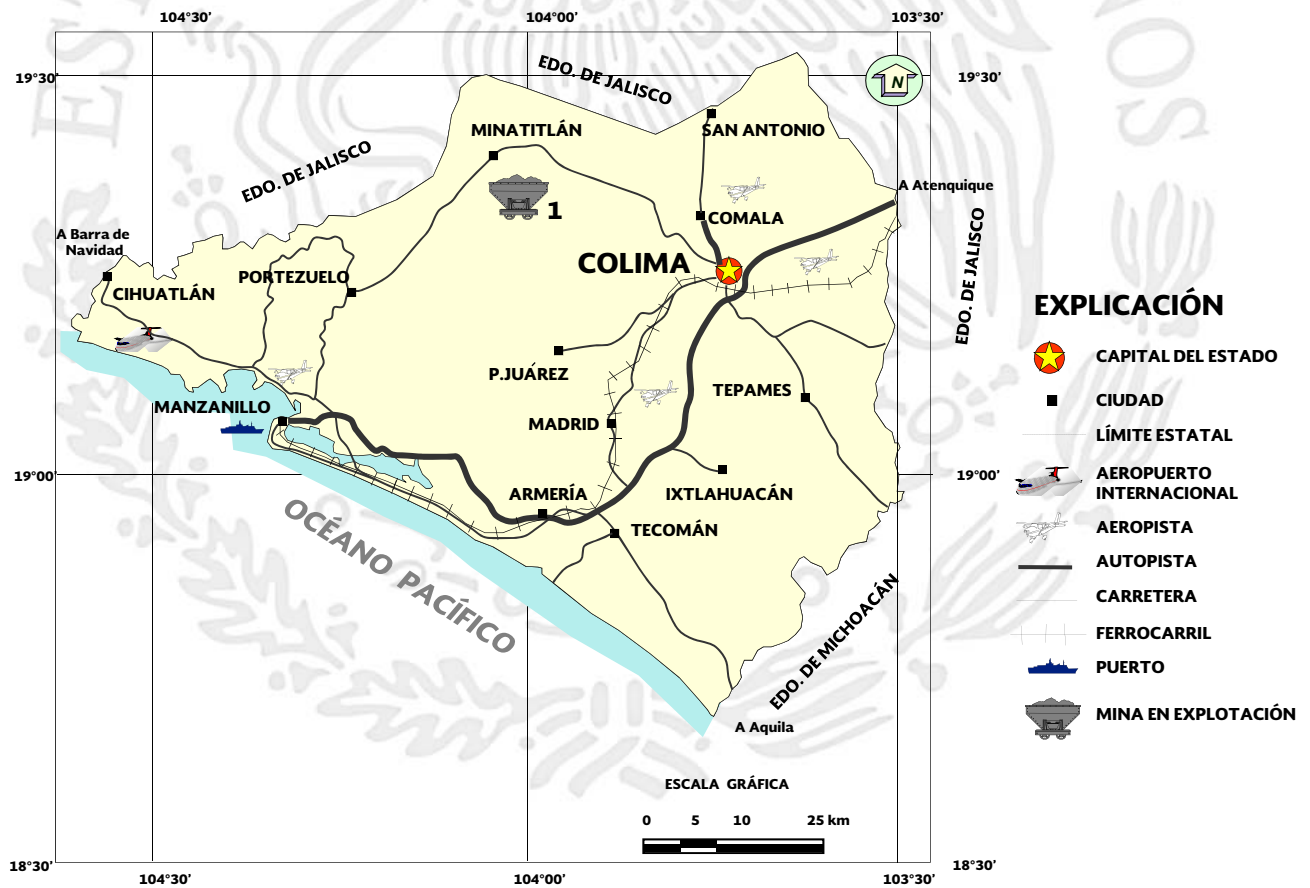 104°30’
104°00’
103°30’
19°30’
19°30’
EDO. DE JALISCO
N
MINATITLÁN
SAN ANTONIO
EDO. DE JALISCO
1
A Atenquique
COMALA
A Barra de
Navidad
EDO. DE JALISCO
COLIMA
PORTEZUELO
CIHUATLÁN
P.JUÁREZ
TEPAMES
MANZANILLO
MADRID
19°00’
19°00’
ARMERÍA
IXTLAHUACÁN
TECOMÁN
OCÉANO PACÍFICO
EDO. DE MICHOACÁN
A Aquila
ESCALA GRÁFICA
0 5 10 25 km
18°30’
18°30’
104°30’
104°00’
103°30’
EXPLICACIÓN
CAPITAL DEL ESTADO
CIUDAD
LÍMITE ESTATAL
AEROPUERTO
INTERNACIONAL
AEROPISTA
AUTOPISTA
CARRETERA
FERROCARRIL
PUERTO
MINA EN EXPLOTACIÓN